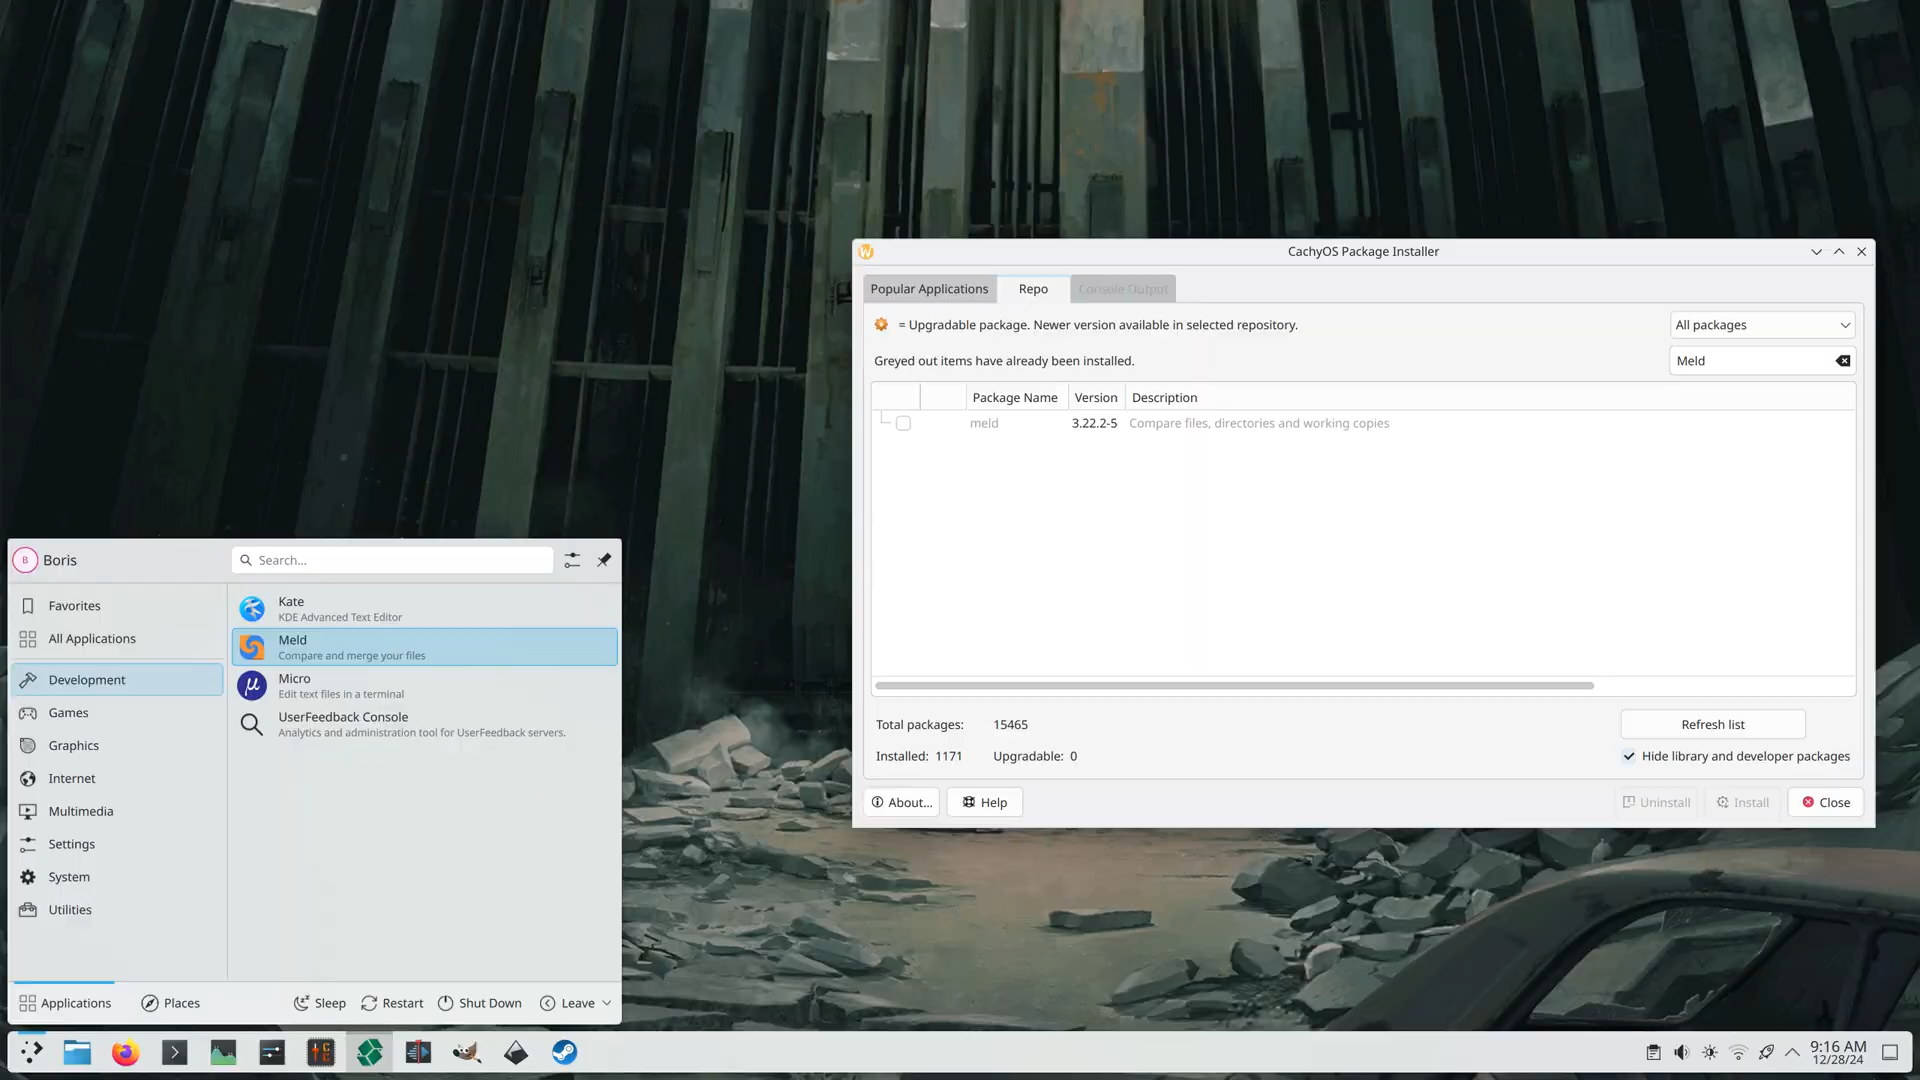 CachyOS Package Installer
Popular Applications
Repo
Console Output
= Upgradable package. Newer version available in selected repository.
All packages
Greyed out items have already been installed.
Meld
Package Name
Version
Description
meld
3.22.2-5
Compare files, directories and working copies
Total packages:
15465
Refresh list
Installed: 1171
Upgradable: 0
Hide library and developer packages
About...
Help
Uninstall
Install
Close
B
Boris
Search...
Favorites
All Applications
Development
Games
Graphics
Internet
Multimedia
Settings
System
Utilities
Kate
KDE Advanced Text Editor
Meld
Compare and merge your files
μ
Micro
Edit text files in a terminal
UserFeedback Console
Analytics and administration tool for UserFeedback servers.
Applications
Places
Sleep
Restart
Shut Down
Leave
9:16 AM
12/28/24